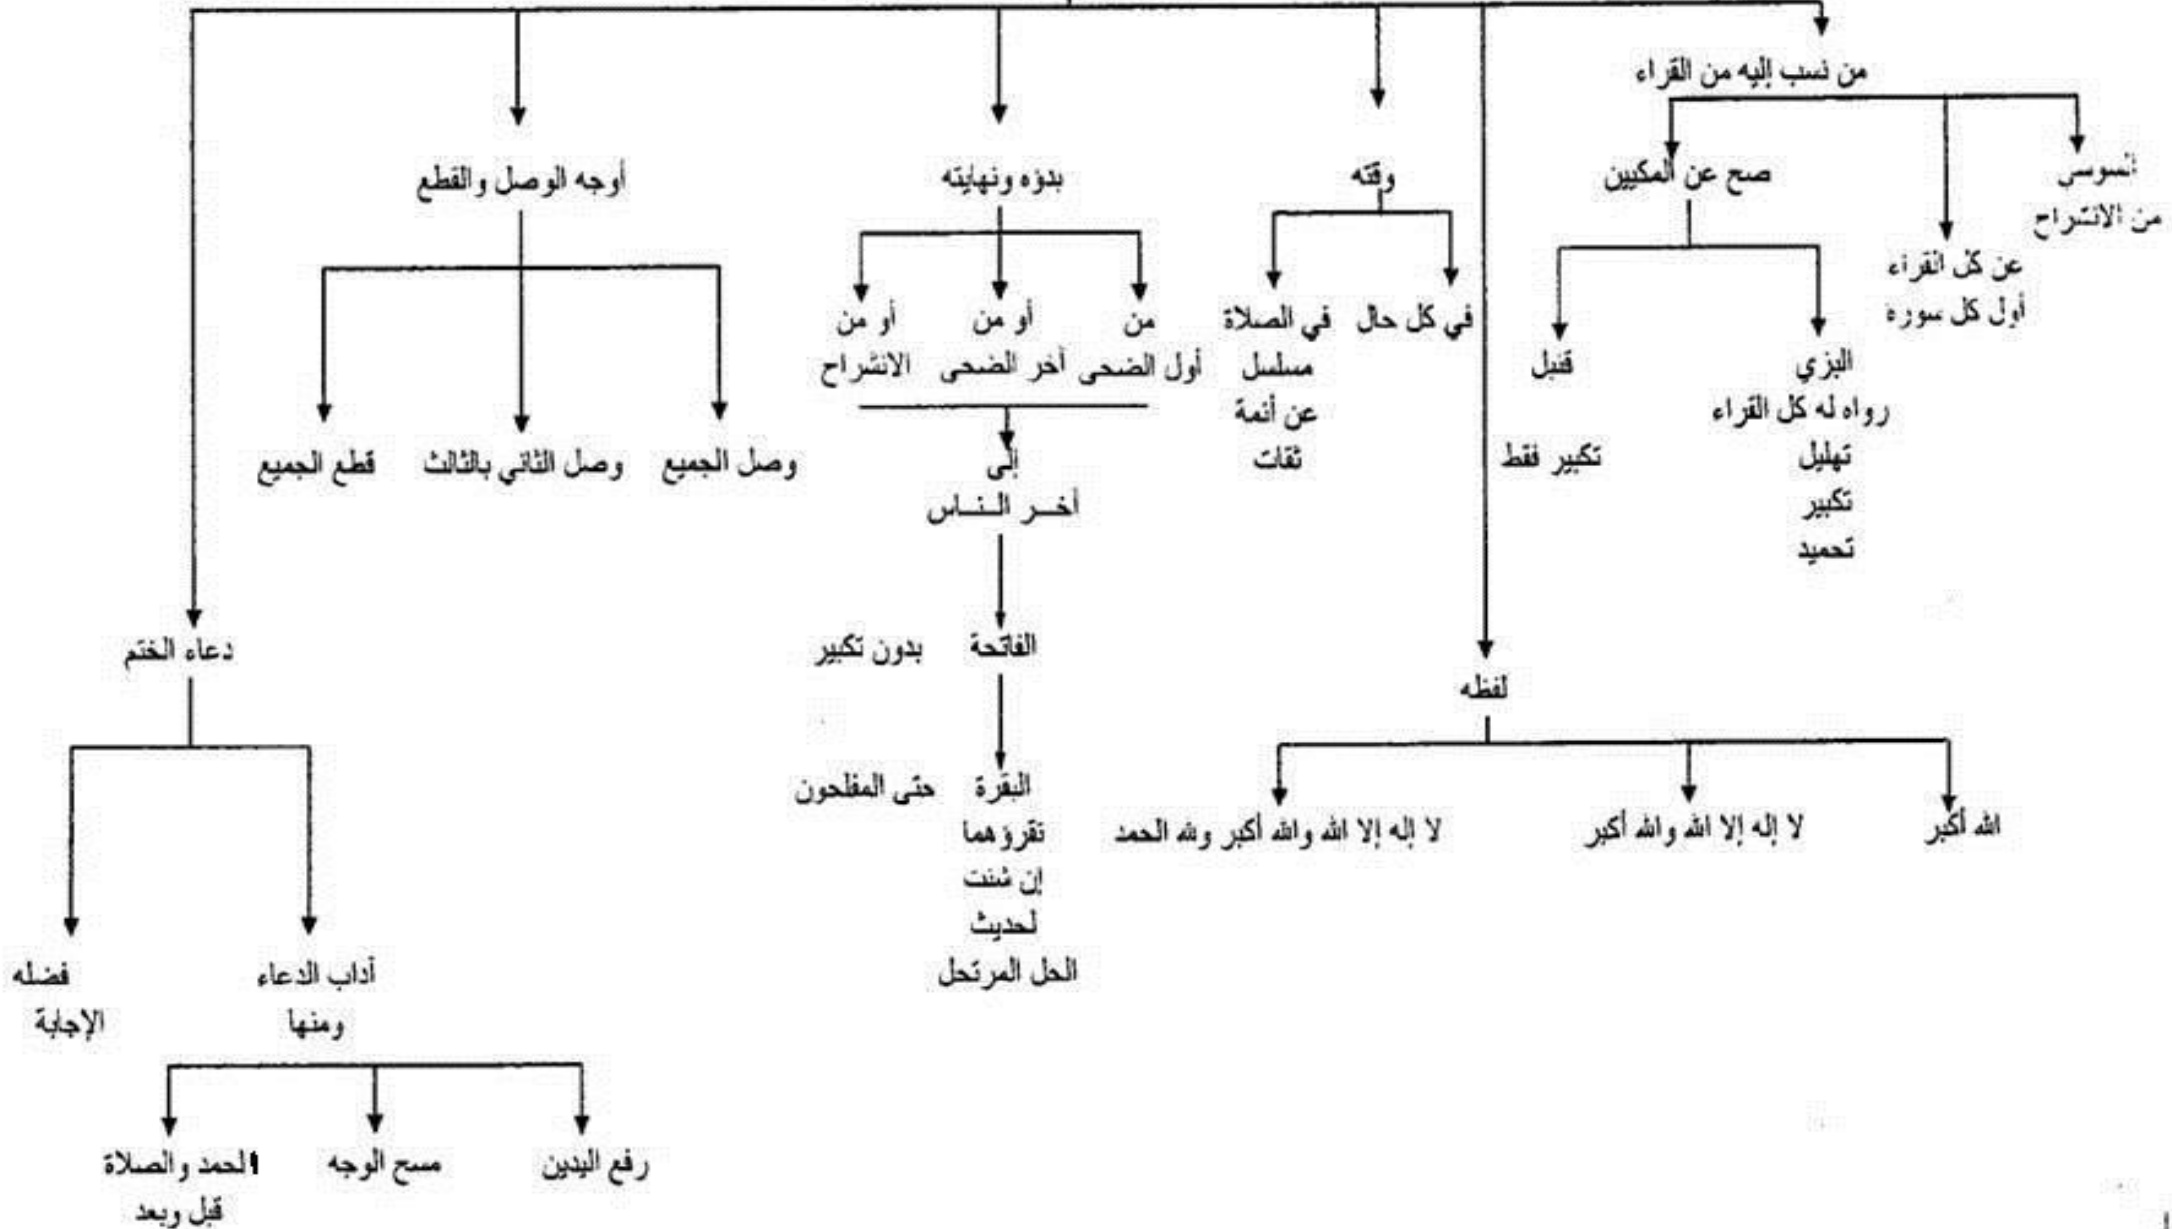 من نسب إليه من القراء
السوسي
من الانشراح
عن كل القراء
أول كل سورة
صح عن المكيين
البزي
رواه له كل القراء
تهليل
تكبير
تحميد
قنبل
تكبير فقط
لفظه
الله أكبر
لا إله إلا الله والله أكبر
لا إله إلا الله والله أكبر ولله الحمد
وقته
في كل حال
في الصلاة
مسلسل
عن أئمة
ثقات
بدؤه ونهايته
من
أول الضحى
أو من
آخر الضحى
أو من
الانشراح
إلى
أخر الناس
الفاتحة
بدون تكبير
البقرة
حتى المفلحون
تقرؤهما
إن شئت
لحديث
الحل المرتحل
أوجه الوصل والقطع
وصل الجميع
وصل الثاني بالثالث
قطع الجميع
دعاء الختم
أداب الدعاء
ومنها
رفع اليدين
مسح الوجه
الحمد والصلاة
قبل وبعد
فضله
الإجابة